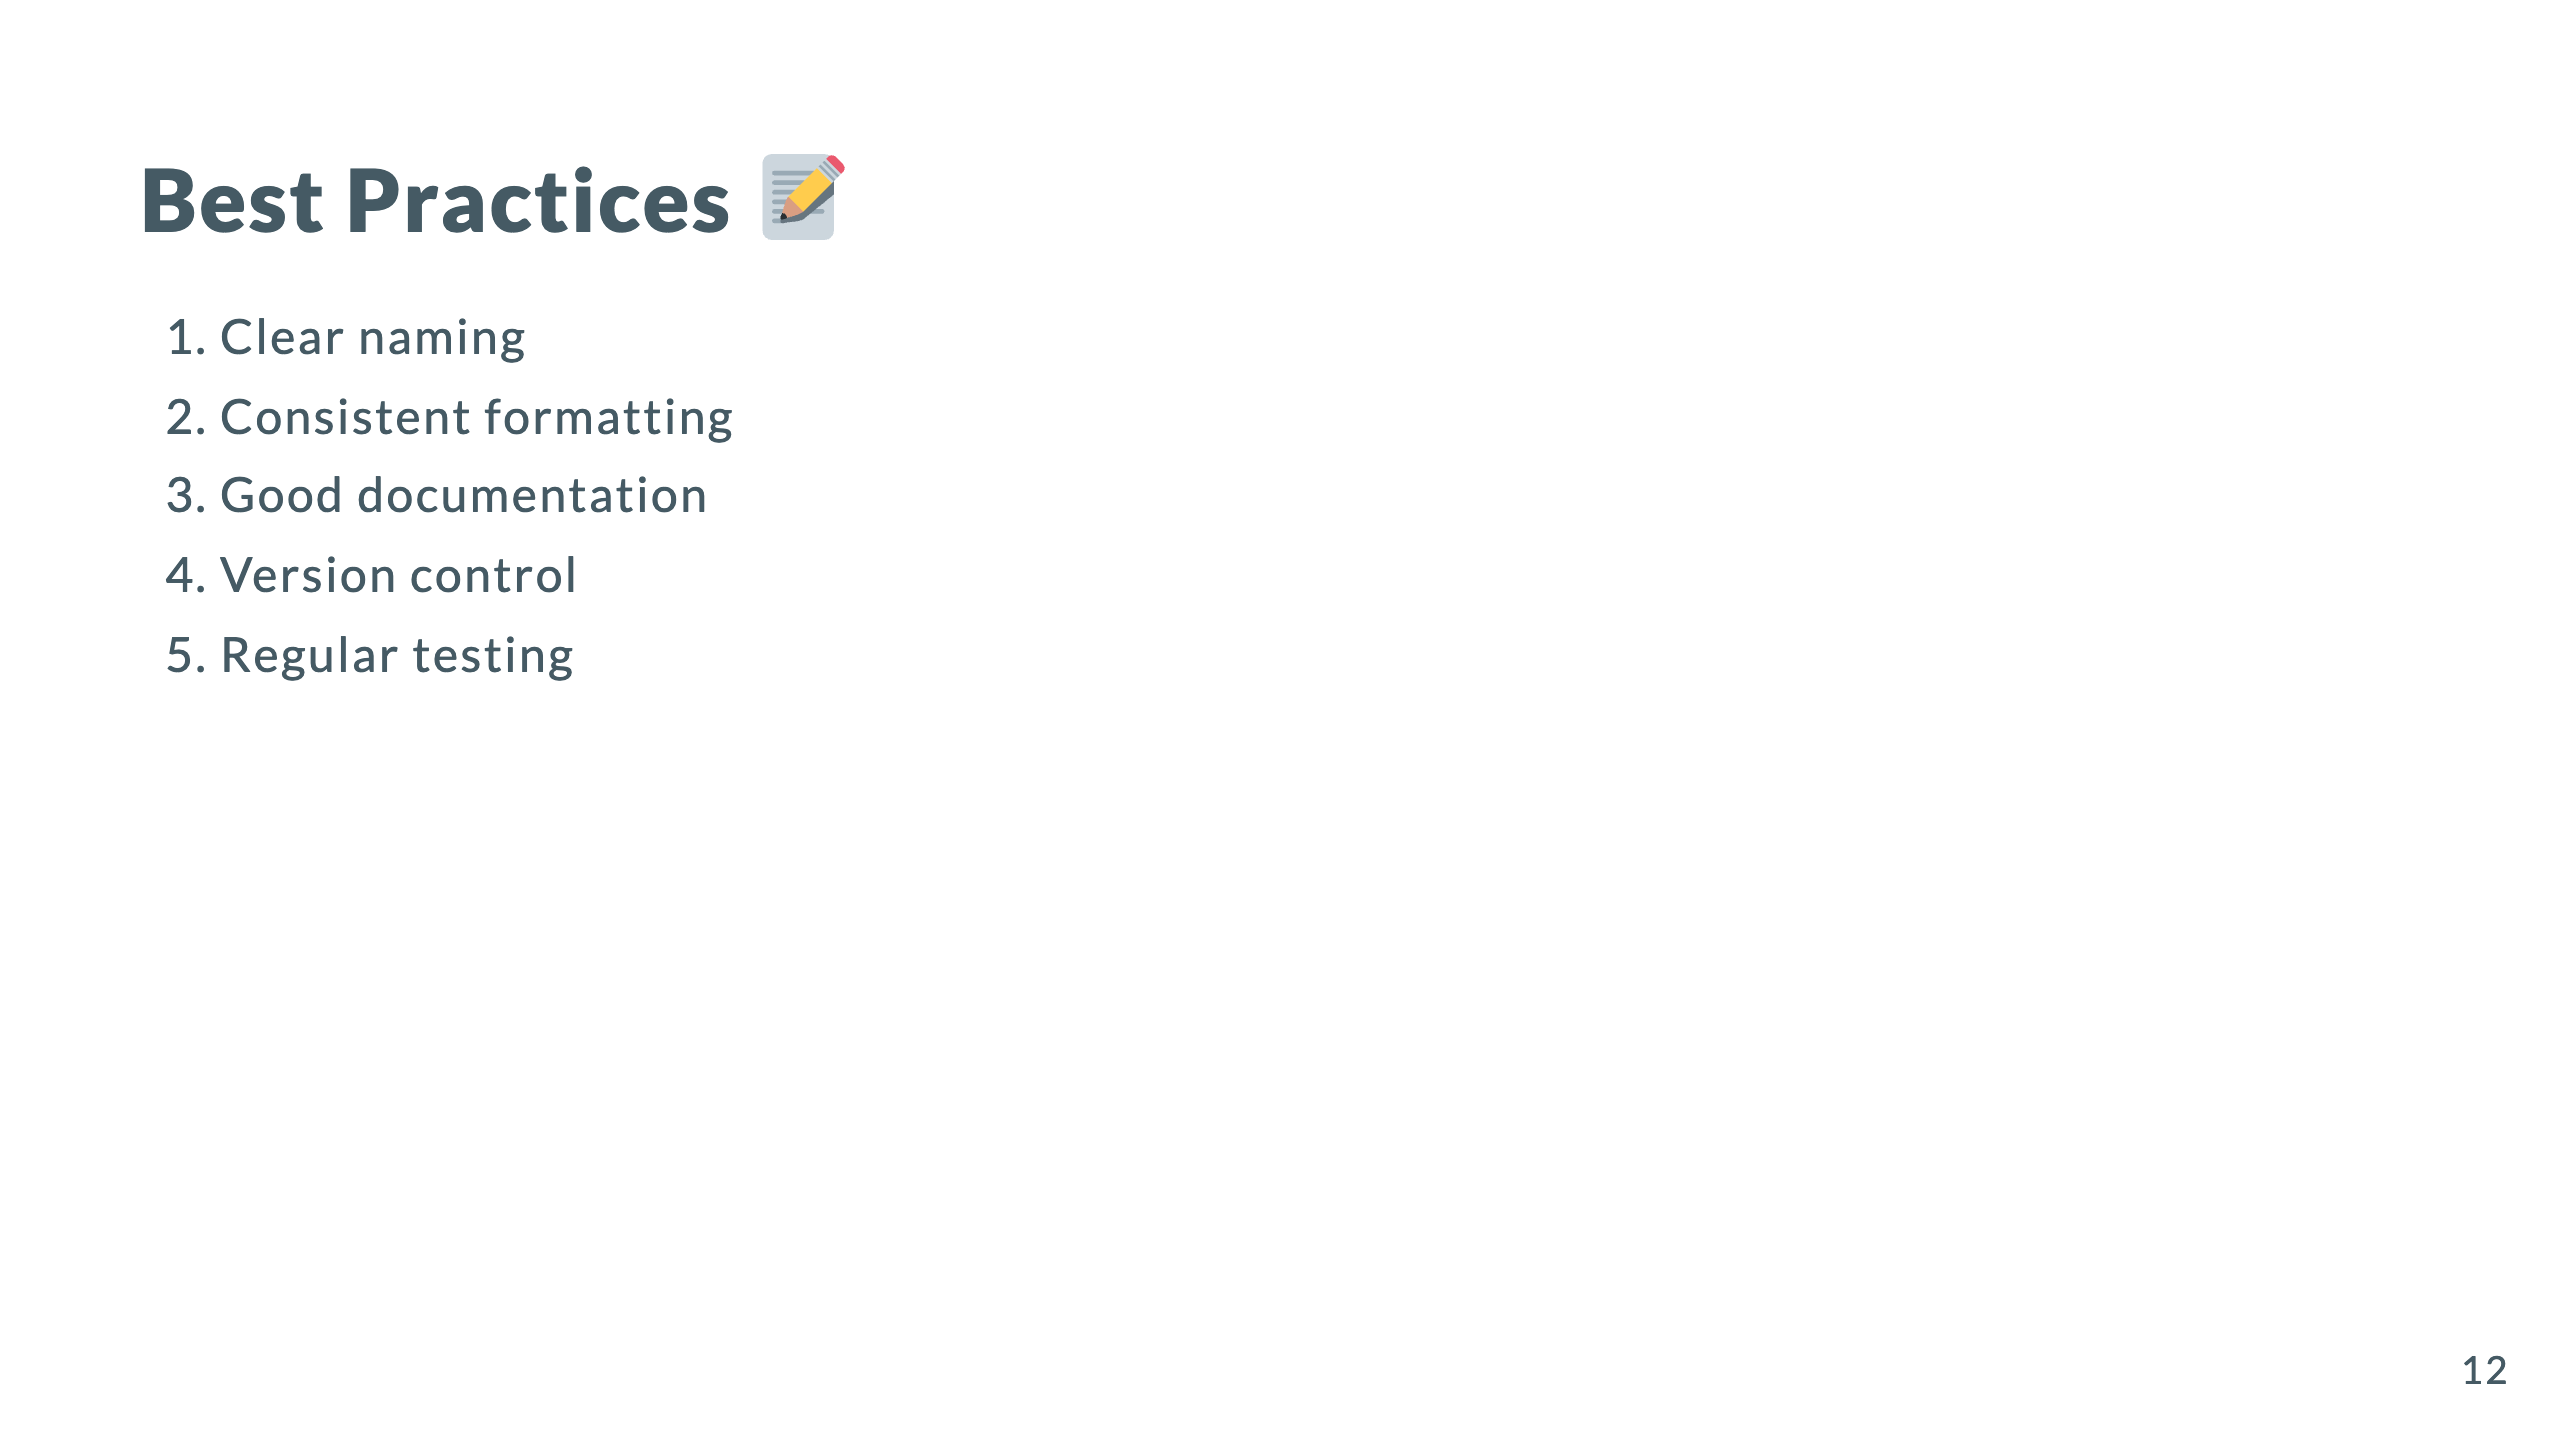 Best Practices 📝
1. Clear naming
2. Consistent formatting
3. Good documentation
4. Version control
5. Regular testing
12